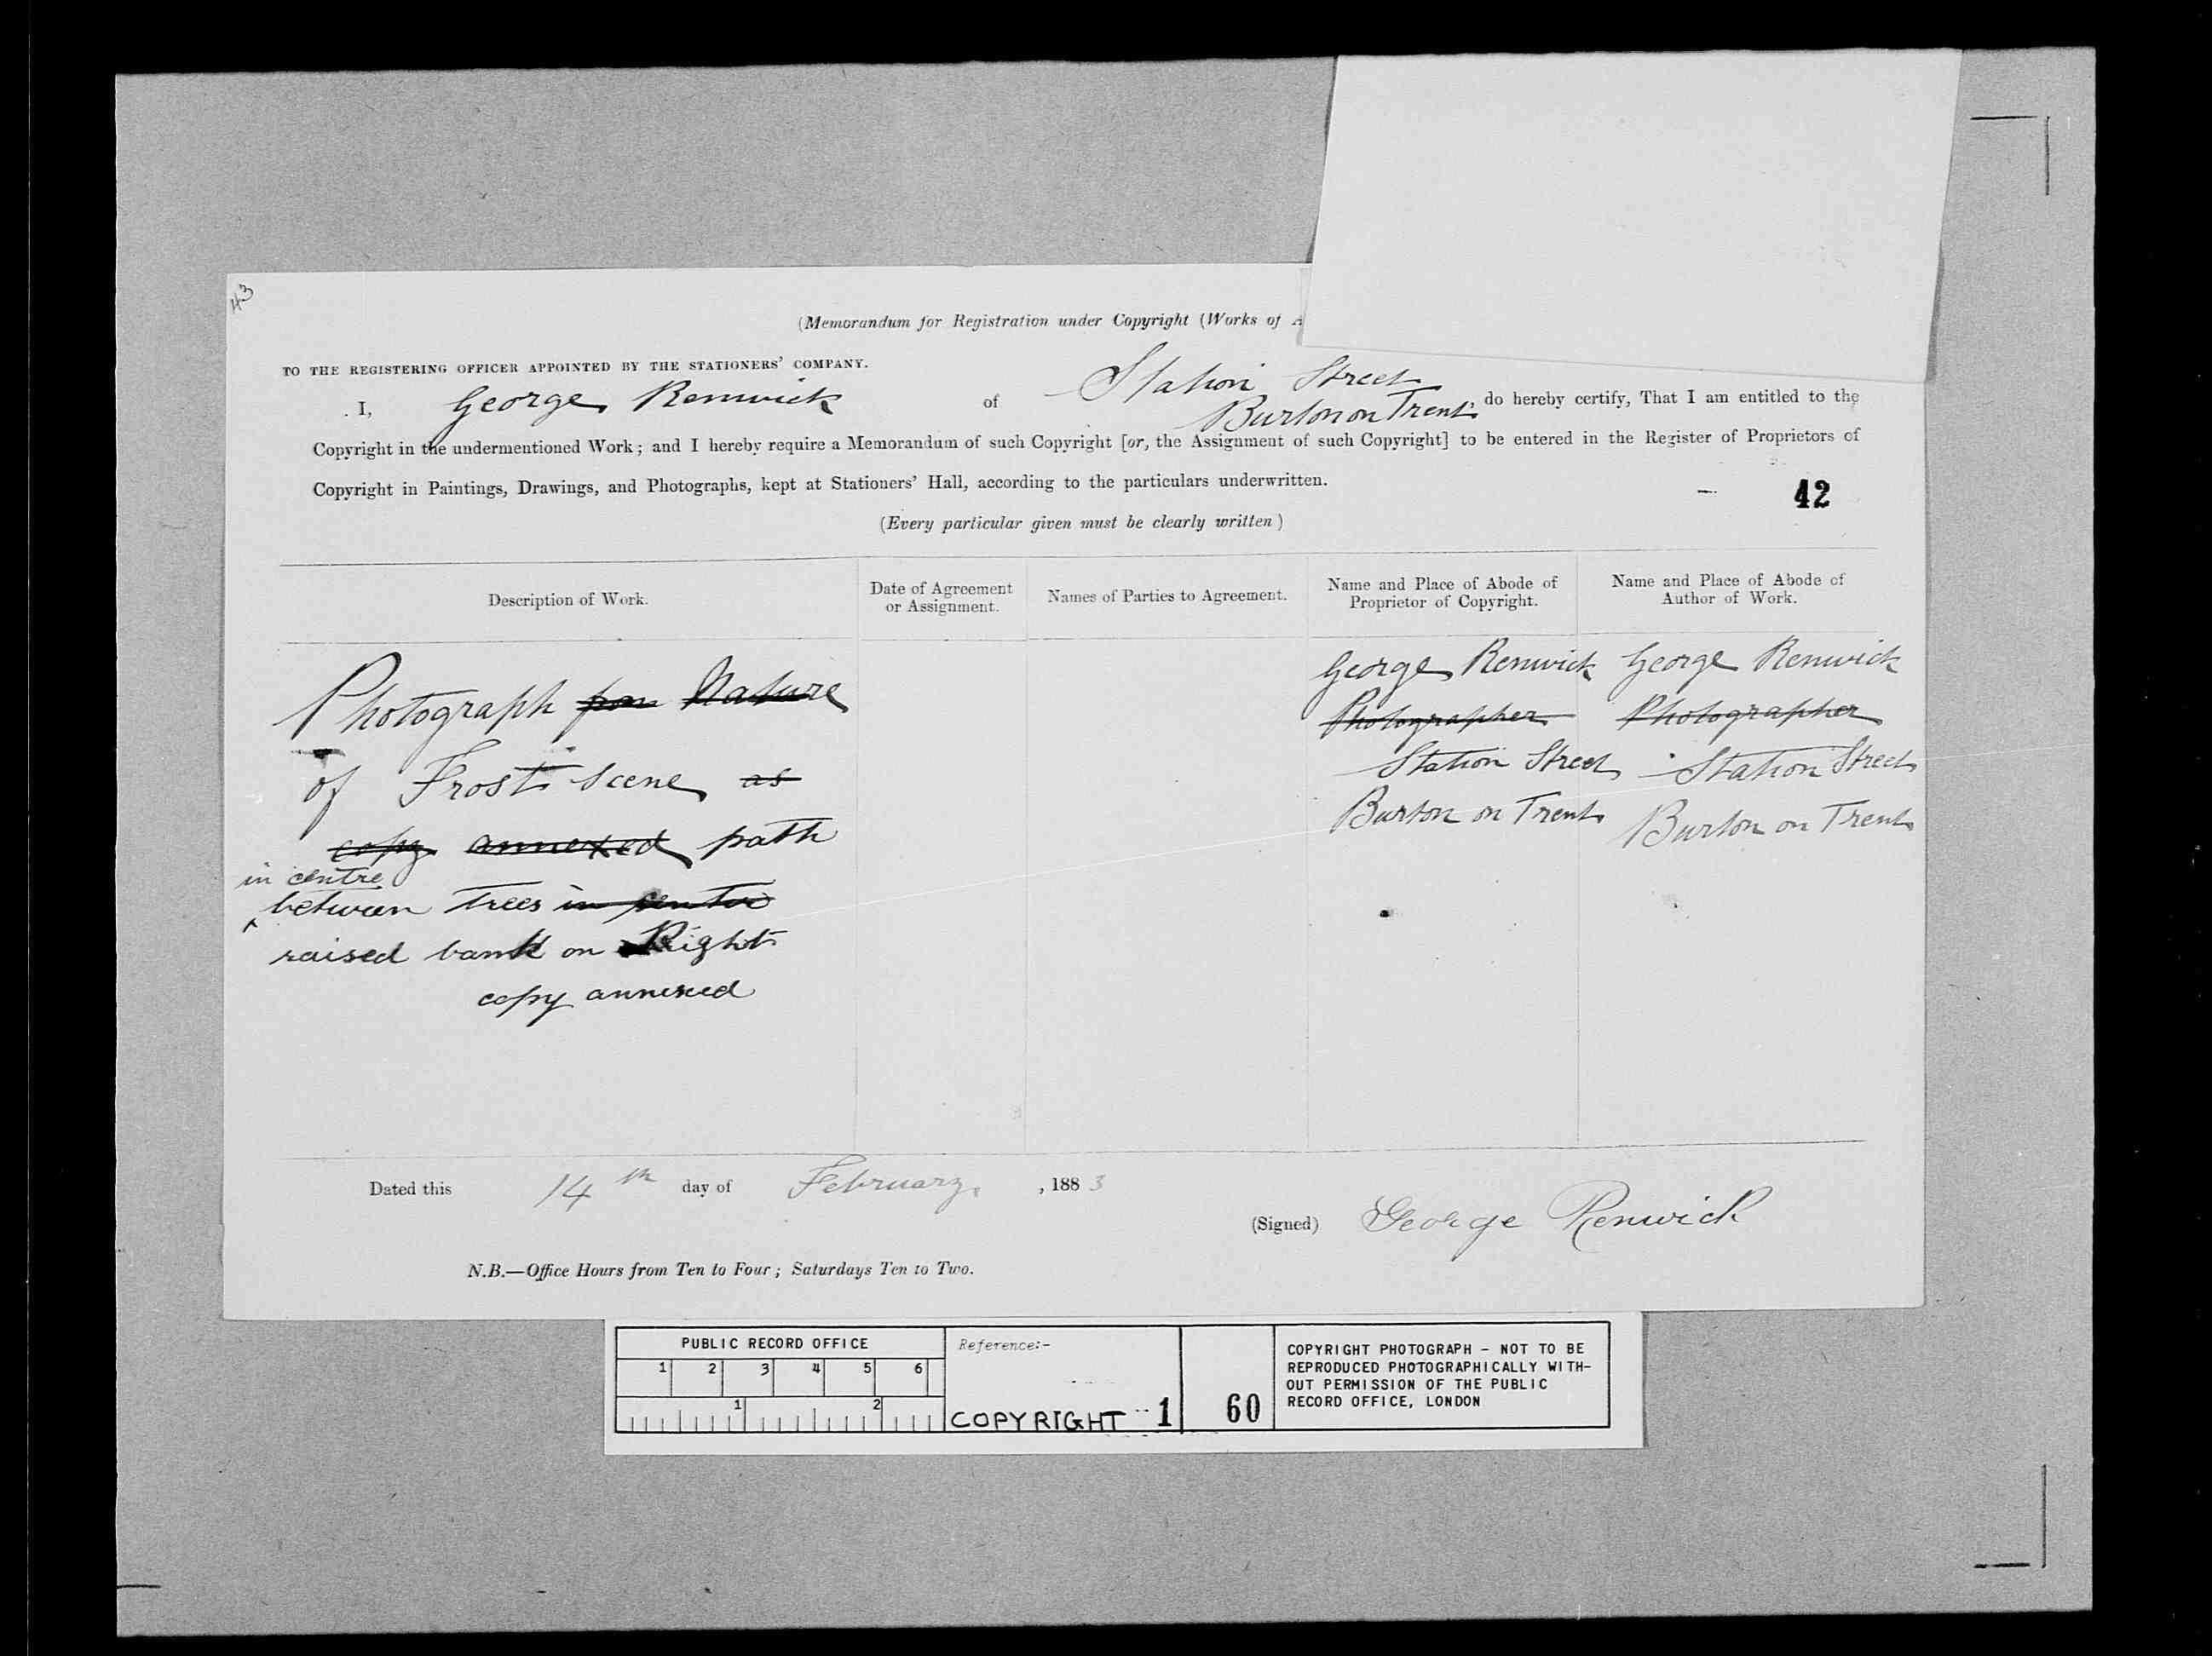 43
(Memorandum for Registration under Copyright (Works of A
TO THE REGISTERING OFFICER APPOINTED BY THE STATIONERS' COMPANY.
I, George Renwick of Station Street Burton on Trent do hereby certify, That I am entitled to the
Copyright in the undermentioned Work; and I hereby require a Memorandum of such Copyright [or, the Assignment of such Copyright] to be entered in the Register of Proprietors of
Copyright in Paintings, Drawings, and Photographs, kept at Stationers' Hall, according to the particulars underwritten.
42
(Every particular given must be clearly written)
Description of Work.
Date of Agreement
or Assignment.
Names of Parties to Agreement.
Name and Place of Abode of
Proprietor of Copyright.
Name and Place of Abode of
Author of Work.
Photograph Nature
of Frost Scene as
copy annexed path
in centre
between trees in centre
raised bank on Right
copy annexed
George Renwick
Photographer
Station Street
Burton on Trent
George Renwick
Photographer
Station Street
Burton on Trent
Dated this 14th day of February, 1883
(Signed) George Renwick
N.B.—Office Hours from Ten to Four; Saturdays Ten to Two.
PUBLIC RECORD OFFICE
1 2 3 4 5 6
1 2
Reference:-
COPYRIGHT 1
60
COPYRIGHT PHOTOGRAPH - NOT TO BE
REPRODUCED PHOTOGRAPHICALLY WITH-
OUT PERMISSION OF THE PUBLIC
RECORD OFFICE, LONDON